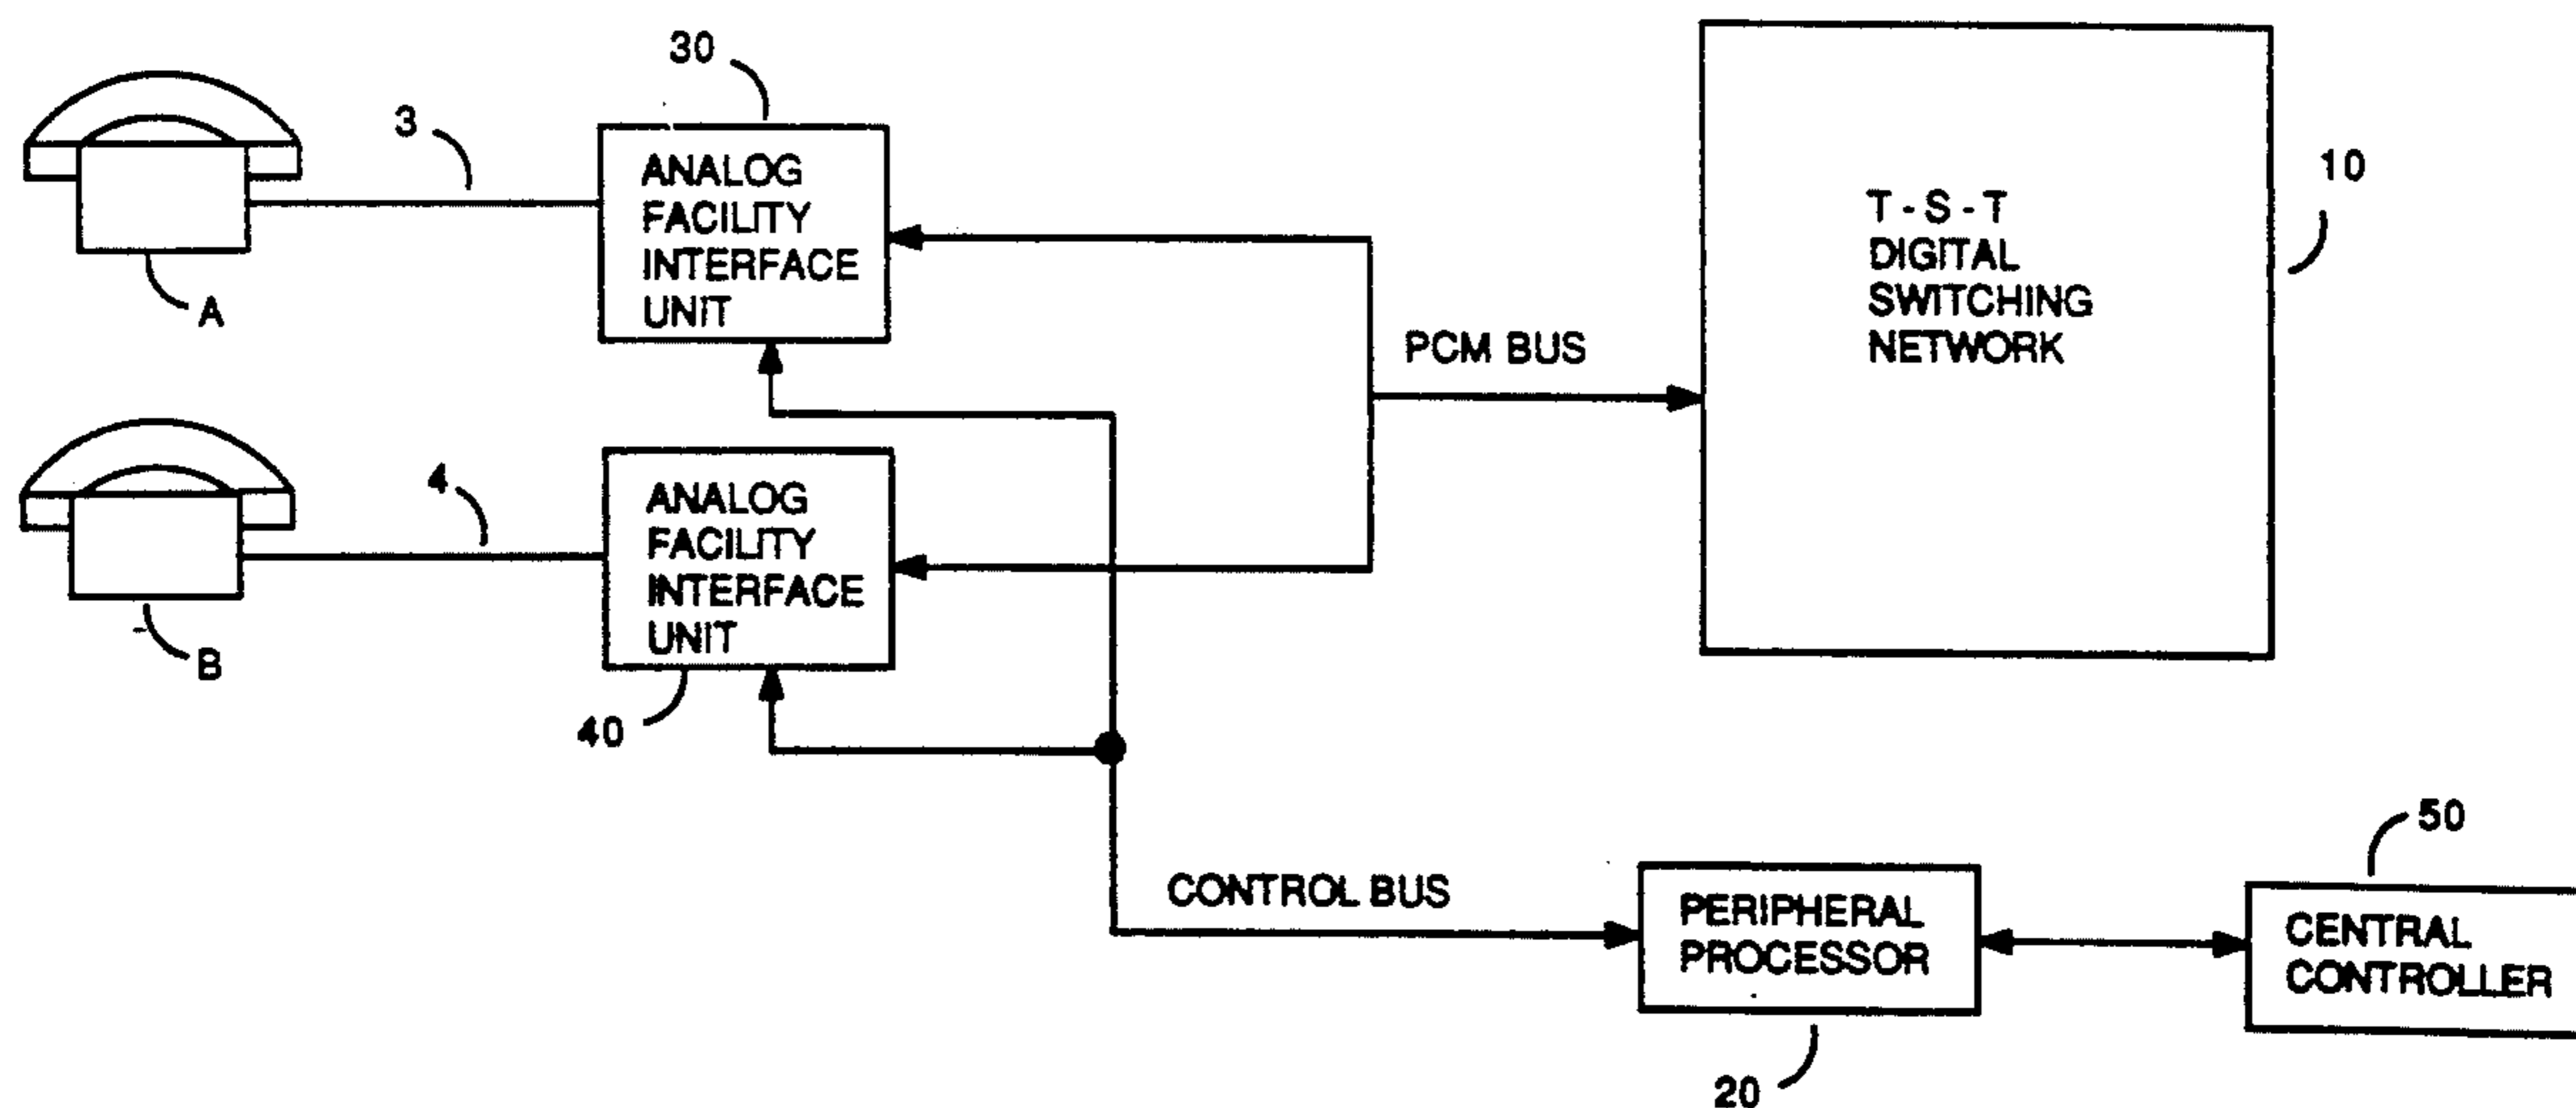 30
3
ANALOG
FACILITY
INTERFACE
UNIT
A
10
T - S - T
DIGITAL
SWITCHING
NETWORK
PCM BUS
4
ANALOG
FACILITY
INTERFACE
UNIT
B
40
50
CONTROL BUS
PERIPHERAL
PROCESSOR
CENTRAL
CONTROLLER
20